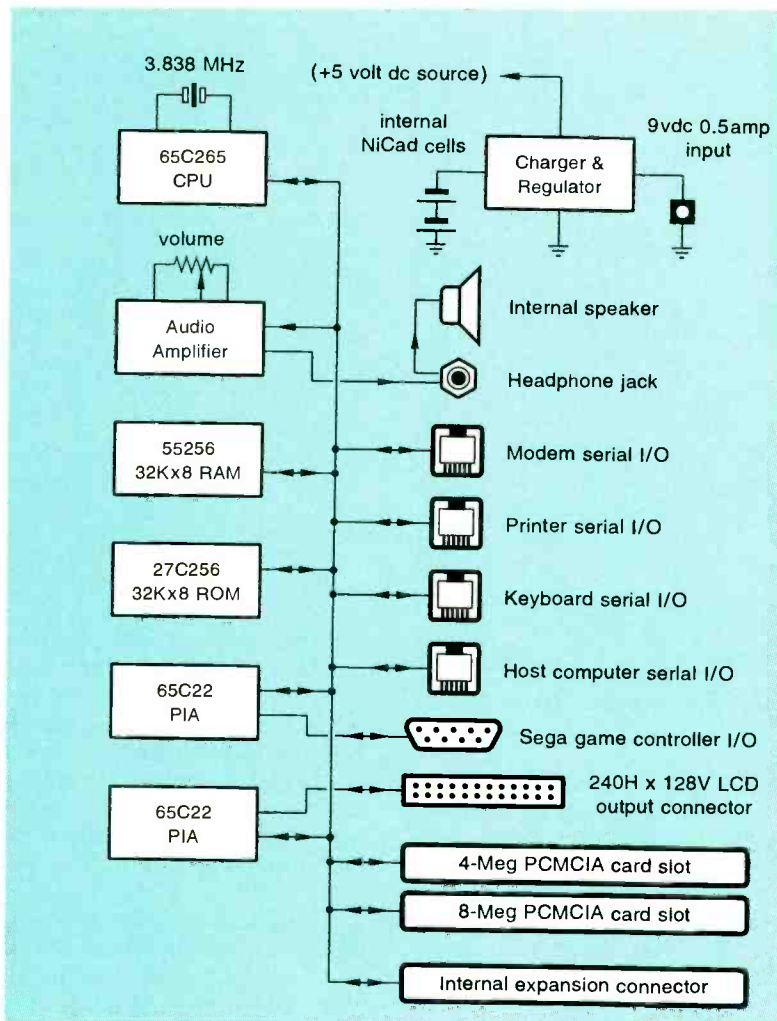 3.838 MHz
65C265
CPU
(+5 volt dc source)
internal
NiCad cells
Charger &
Regulator
9vdc 0.5amp
input
volume
Audio
Amplifier
Internal speaker
Headphone jack
55256
32Kx8 RAM
Modem serial I/O
Printer serial I/O
27C256
32Kx8 ROM
Keyboard serial I/O
Host computer serial I/O
65C22
PIA
Sega game controller I/O
65C22
PIA
240H x 128V LCD
output connector
4-Meg PCMCIA card slot
8-Meg PCMCIA card slot
Internal expansion connector